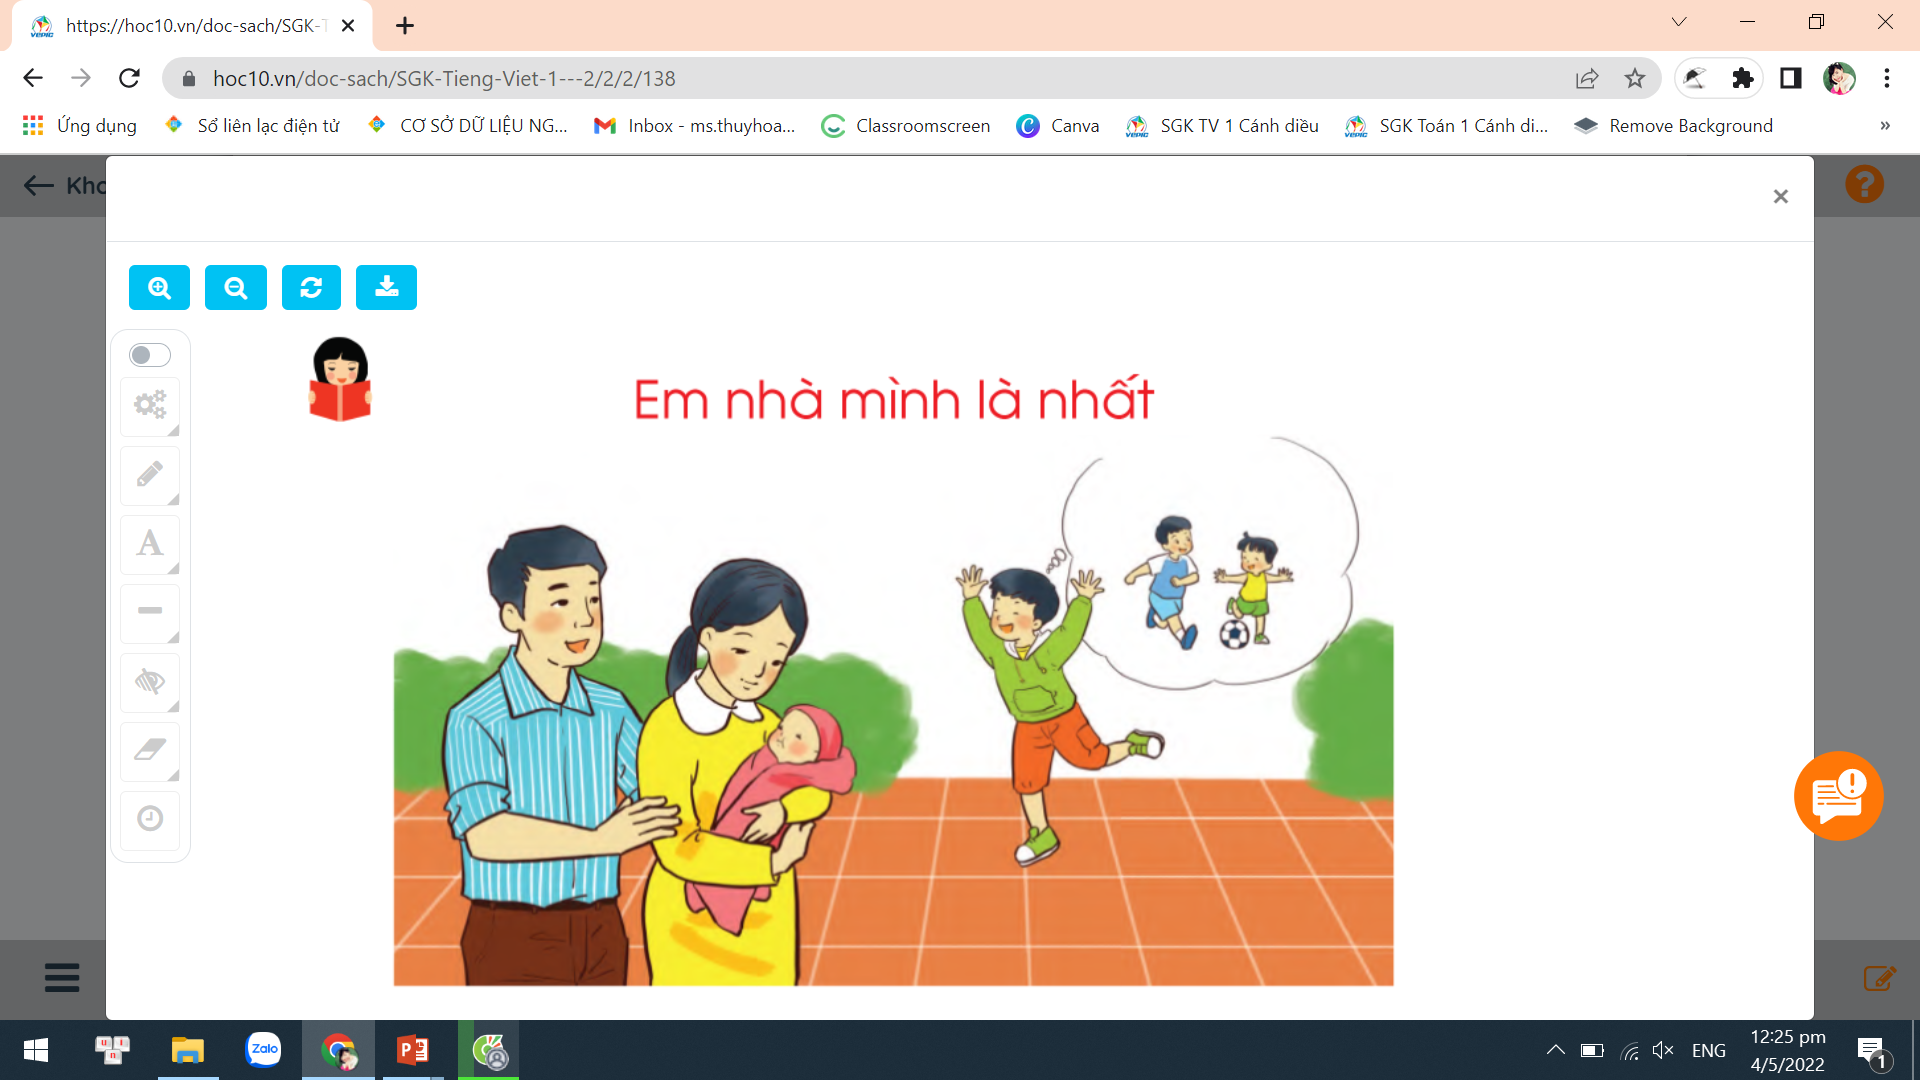 https://hoc10.vn/doc-sach/SGK-T
hoc10.vn/doc-sach/SGK-Tieng-Viet-1---2/2/2/138
Ứng dụng
Sổ liên lạc điện tử
CƠ SỞ DỮ LIỆU NG...
Inbox - ms.thuyhoa...
Classroomscreen
Canva
SGK TV 1 Cánh diều
SGK Toán 1 Cánh di...
Remove Background
Kho
Em nhà mình là nhất
A
Zalo
ENG
12:25 pm
4/5/2022
1